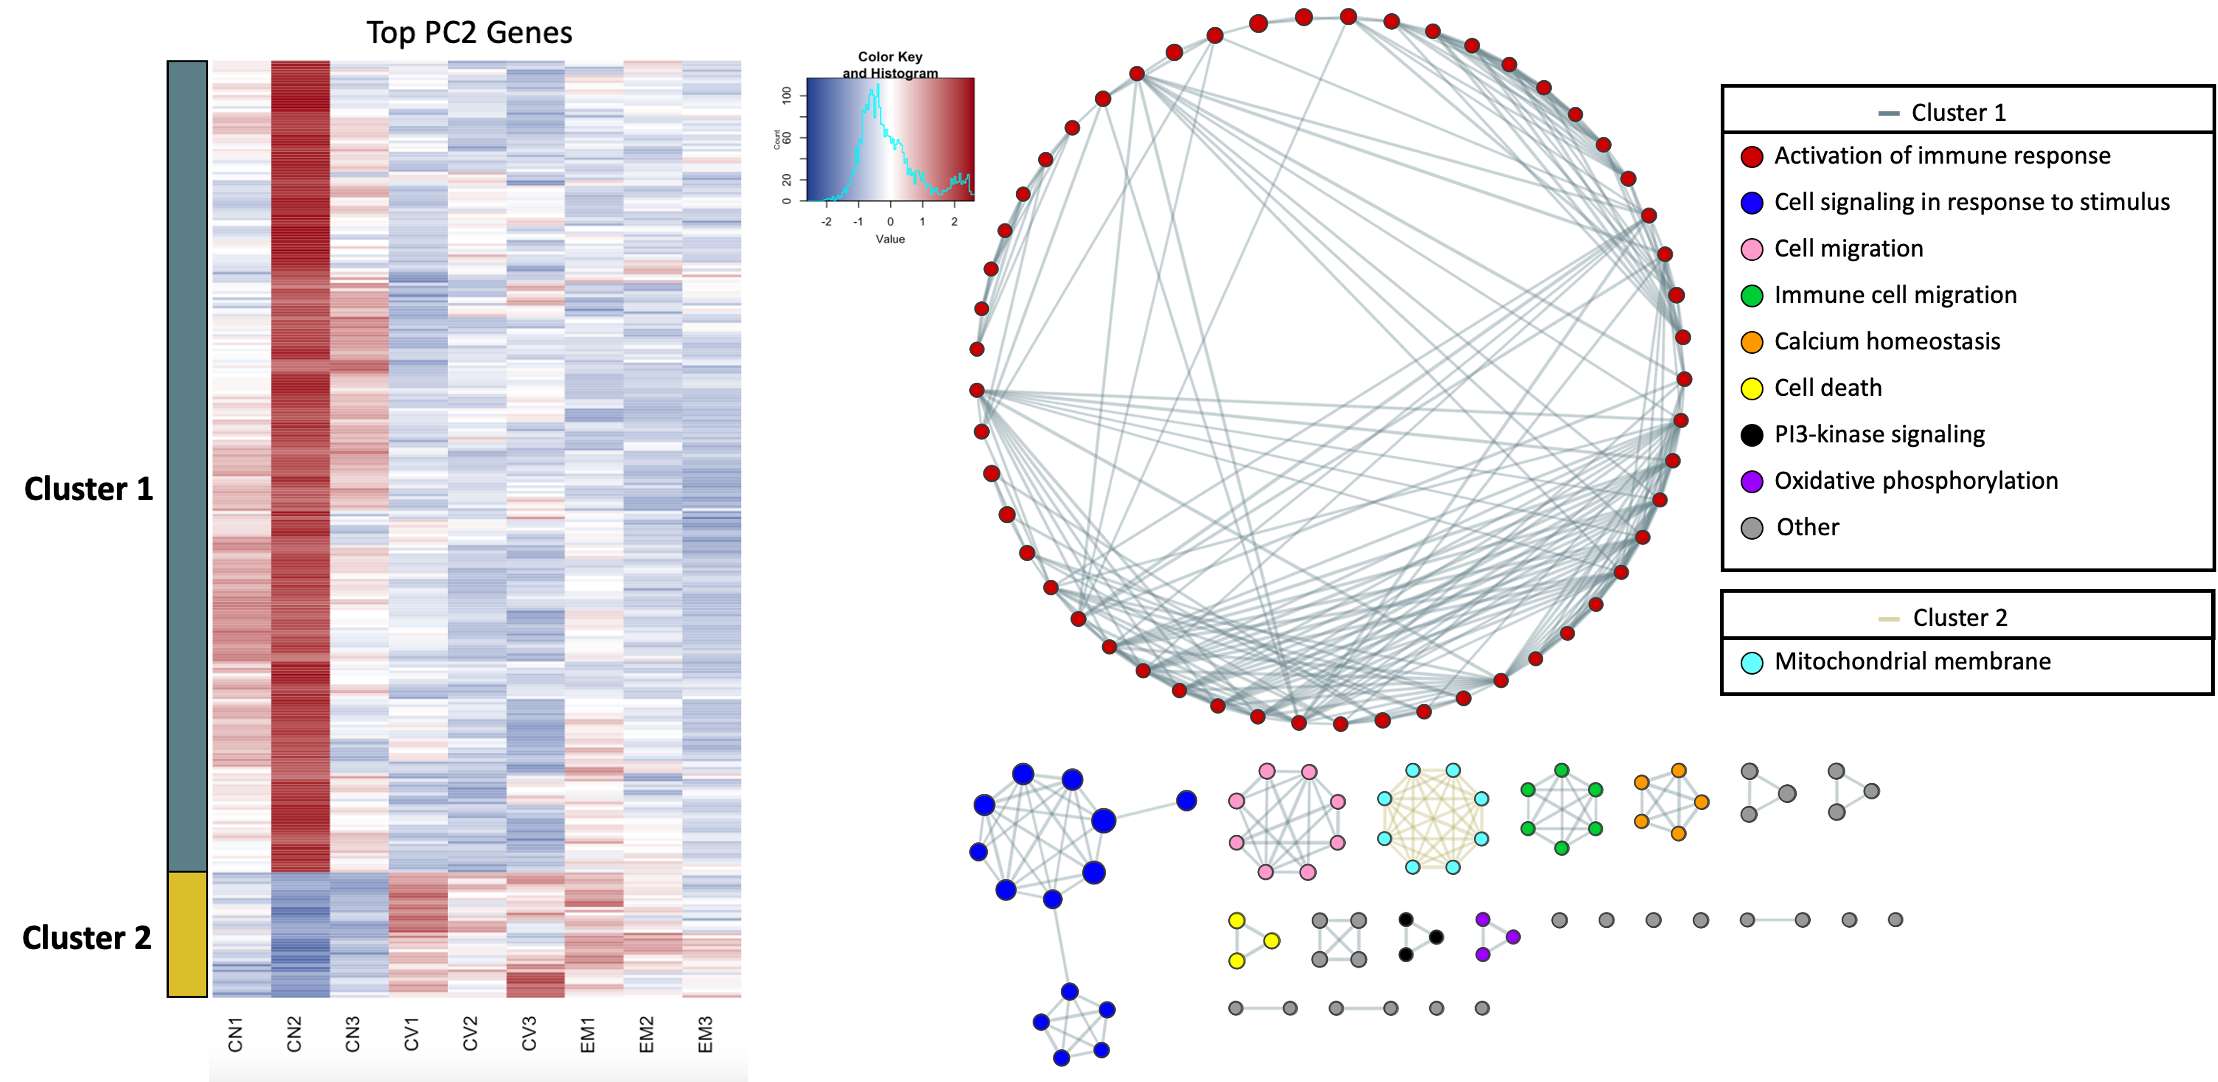 Top PC2 Genes
Cluster 1
Cluster 2
CN1
CN2
CN3
CV1
CV2
CV3
EM1
EM2
EM3
Color Key
and Histogram
Count
0
20
60
100
-2
-1
0
1
2
Value
Cluster 1
Activation of immune response
Cell signaling in response to stimulus
Cell migration
Immune cell migration
Calcium homeostasis
Cell death
PI3-kinase signaling
Oxidative phosphorylation
Other
Cluster 2
Mitochondrial membrane